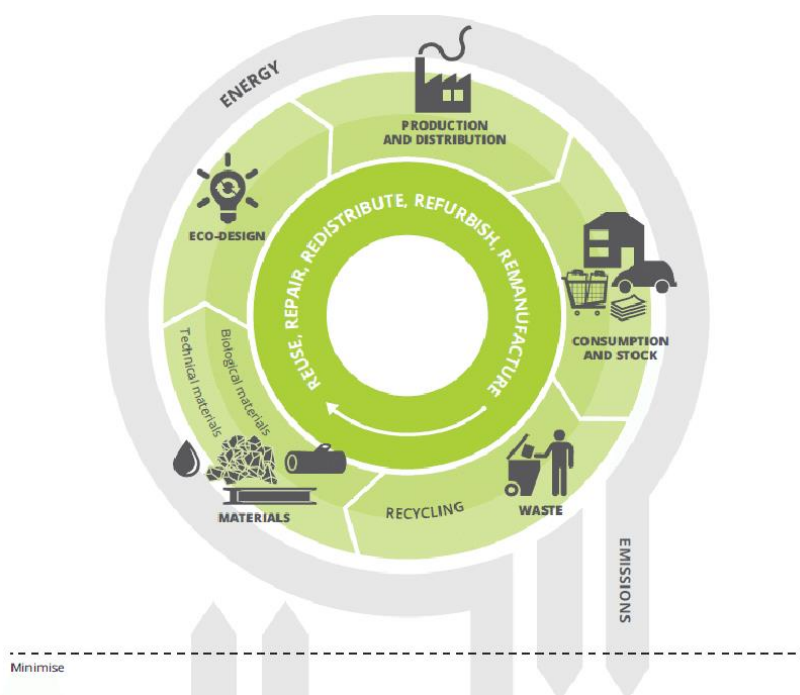 ENERGY
PRODUCTION
AND DISTRIBUTION
ECO-DESIGN
REUSE, REPAIR, REDISTRIBUTE, REFURBISH, REMANUFACTURE
CONSUMPTION
AND STOCK
Technical materials
Biological materials
MATERIALS
RECYCLING
WASTE
EMISSIONS
Minimise